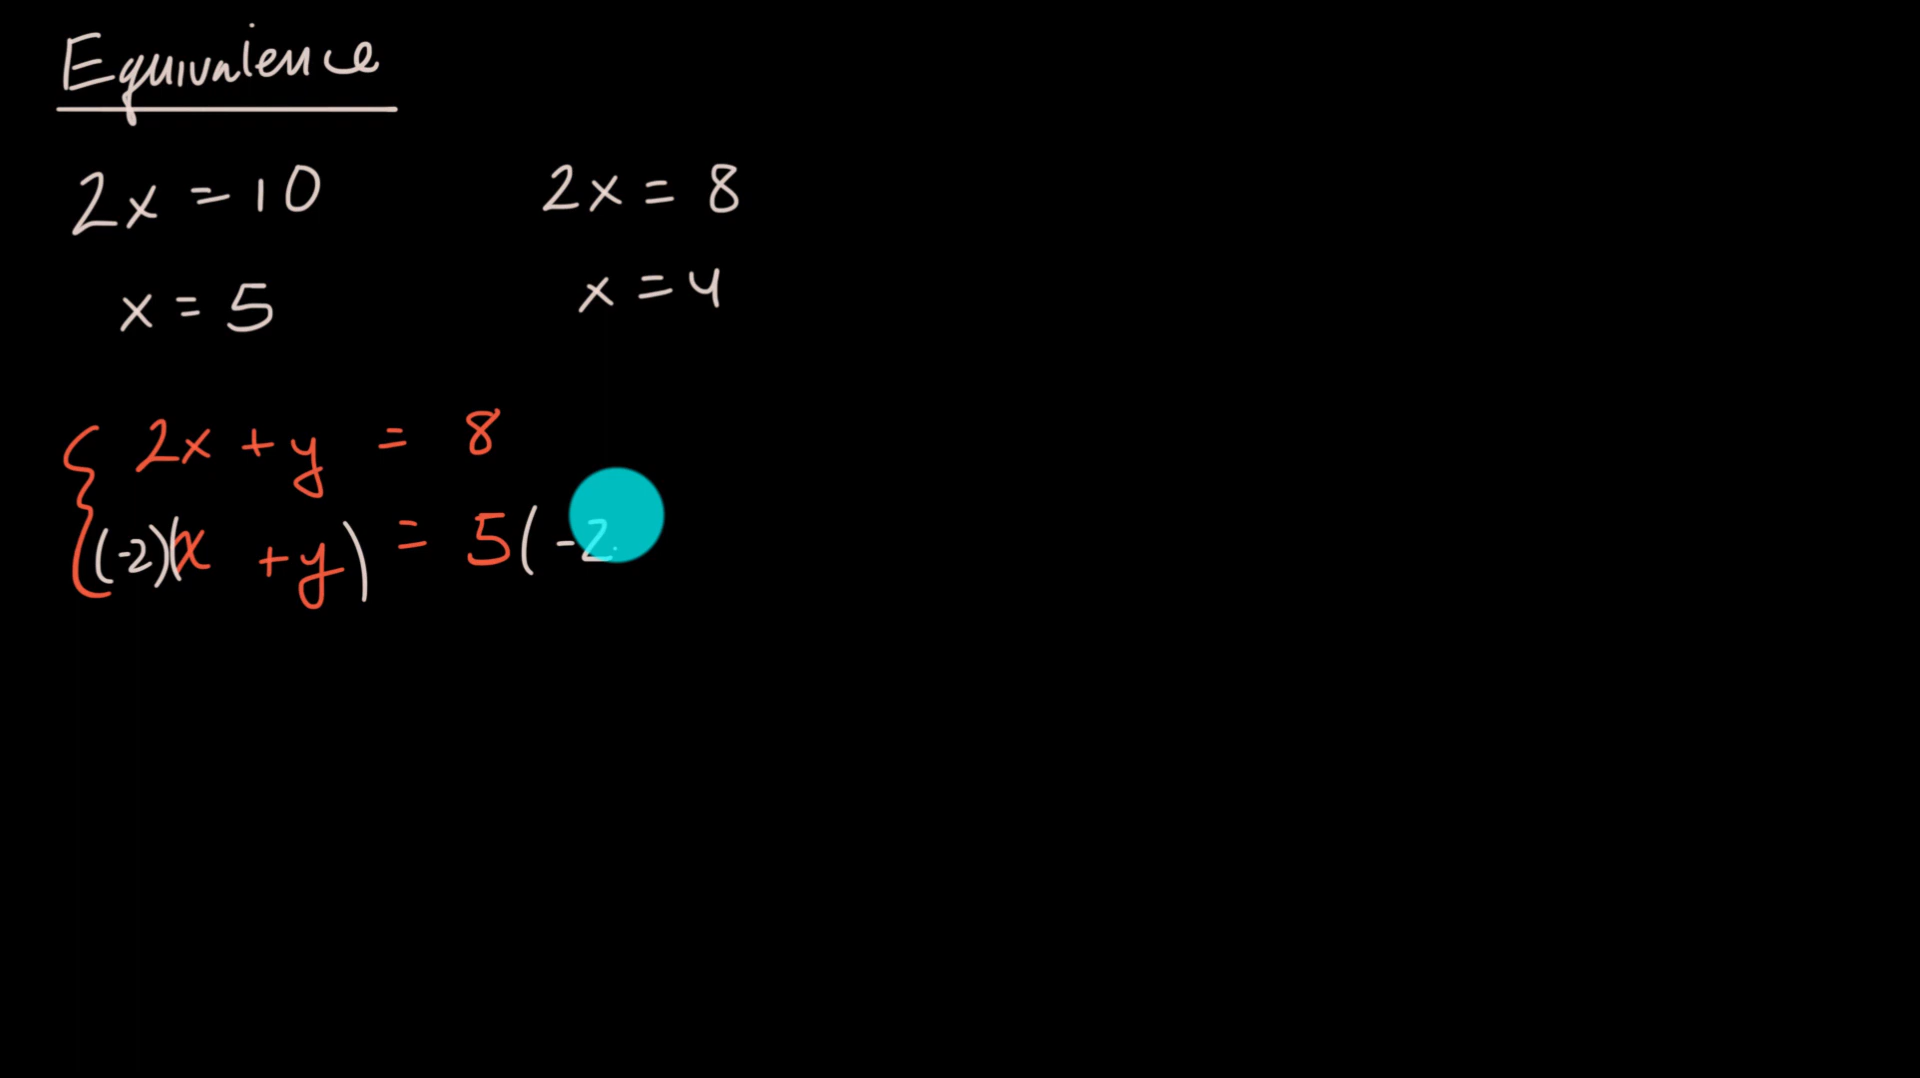 Equivalence
2x = 10
2x = 8
x = 5
x = 4
{ 2x + y = 8
(-2)(x + y) = 5(-2